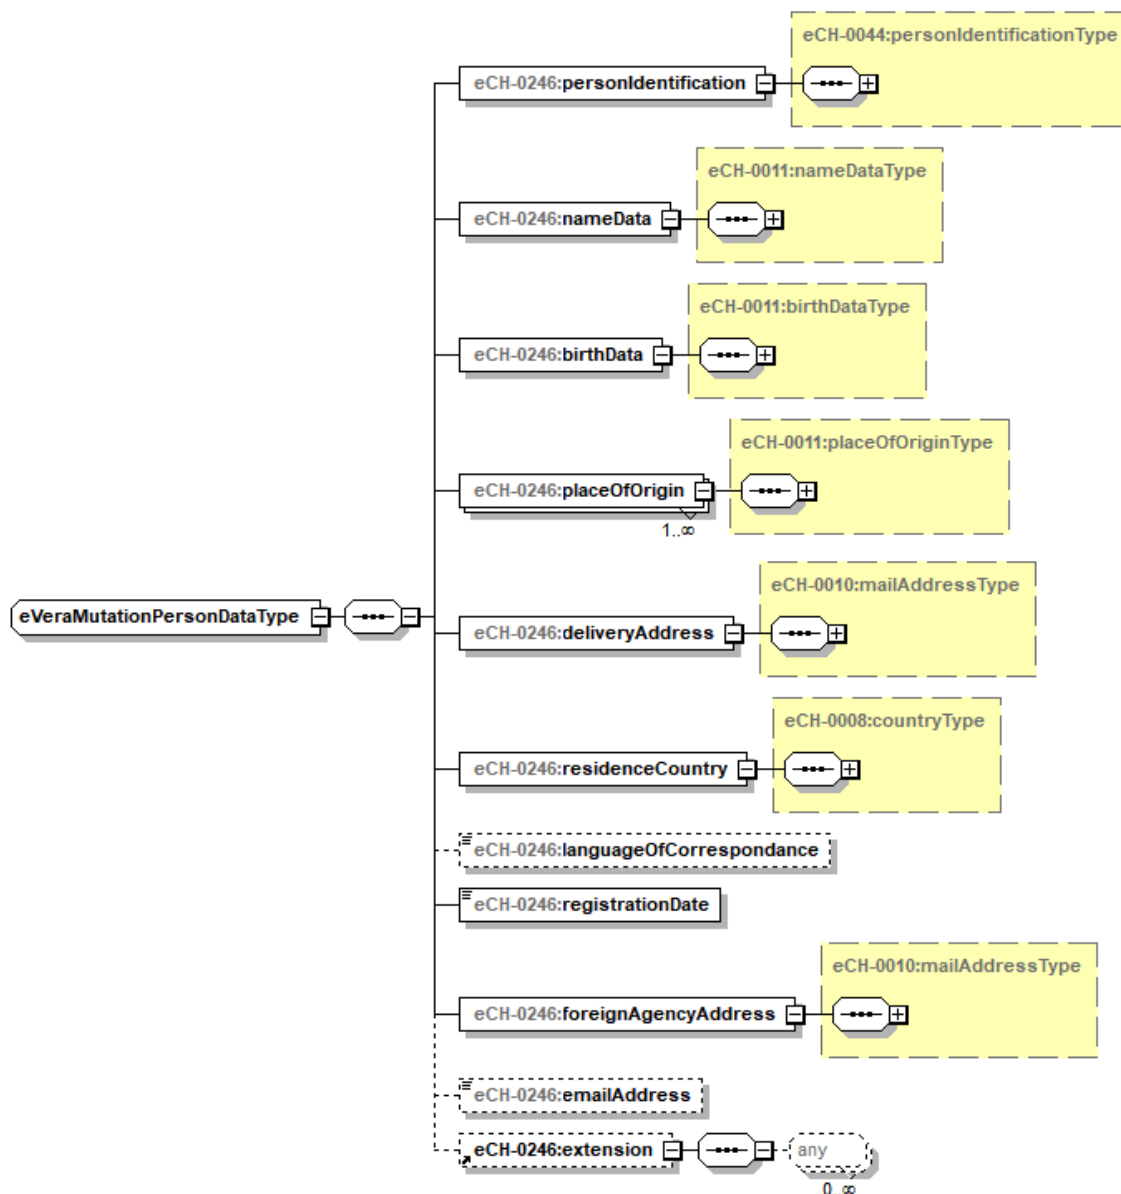 eCH-0044:personIdentificationType
eCH-0246:personIdentification
eCH-0011:nameDataType
eCH-0246:nameData
eCH-0011:birthDataType
eCH-0246:birthData
eCH-0011:placeOfOriginType
eCH-0246:placeOfOrigin
1..∞
eCH-0010:mailAddressType
eVeraMutationPersonDataType
eCH-0246:deliveryAddress
eCH-0008:countryType
eCH-0246:residenceCountry
eCH-0246:languageOfCorrespondance
eCH-0246:registrationDate
eCH-0010:mailAddressType
eCH-0246:foreignAgencyAddress
eCH-0246:emailAddress
eCH-0246:extension
any
0..∞